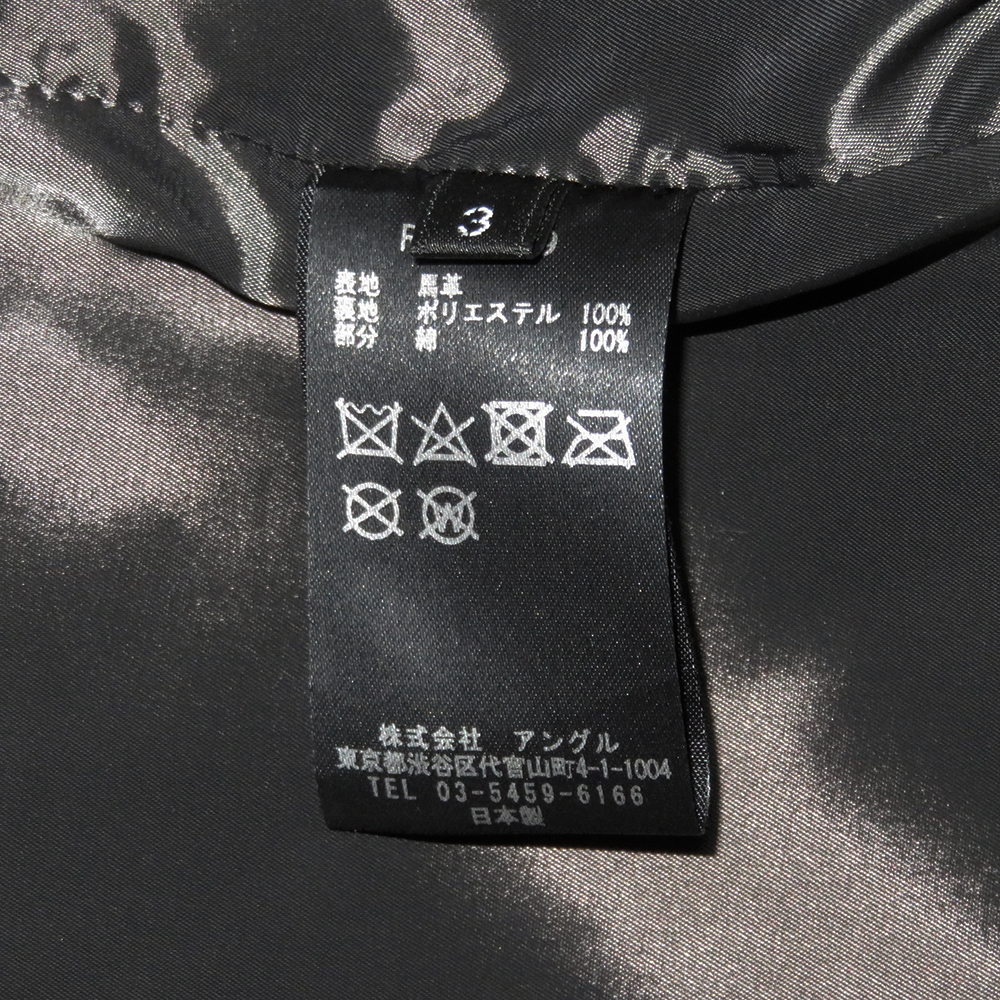 3
表地 馬革
裏地 ポリエステル 100%
部分 綿 100%
W
株式会社 アングル
東京都渋谷区代官山町4-1-1004
TEL 03-5459-6166
日本製